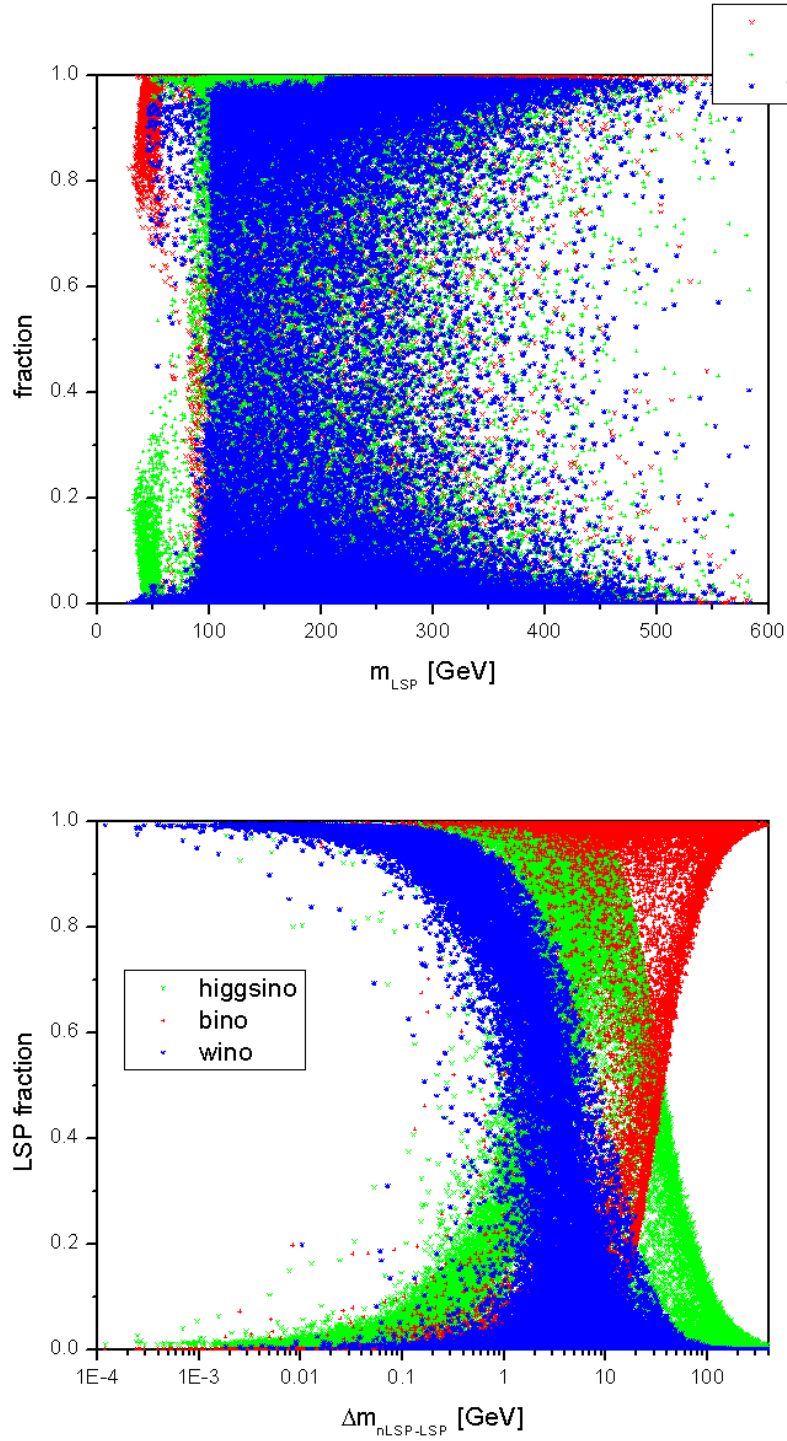 1.0
0.8
0.6
0.4
0.2
0.0
fraction
0 100 200 300 400 500 600
m_LSP [GeV]
1.0
0.8
0.6
0.4
0.2
0.0
LSP fraction
higgsino
bino
wino
1E-4 1E-3 0.01 0.1 1 10 100
Δm_nLSP-LSP [GeV]